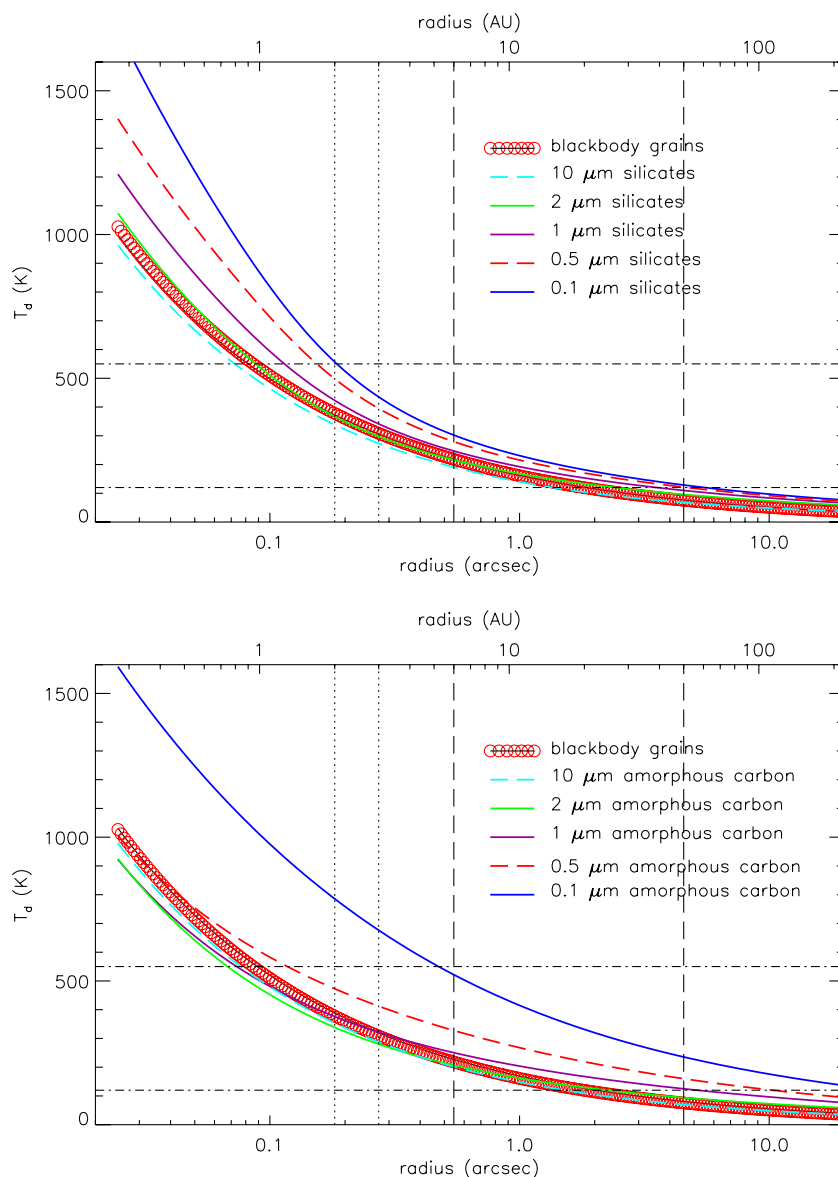 radius (AU)
1 10 100
1500
1000
500
0
T_d (K)
blackbody grains
10 μm silicates
2 μm silicates
1 μm silicates
0.5 μm silicates
0.1 μm silicates
0.1 1.0 10.0
radius (arcsec)
radius (AU)
1 10 100
1500
1000
500
0
T_d (K)
blackbody grains
10 μm amorphous carbon
2 μm amorphous carbon
1 μm amorphous carbon
0.5 μm amorphous carbon
0.1 μm amorphous carbon
0.1 1.0 10.0
radius (arcsec)